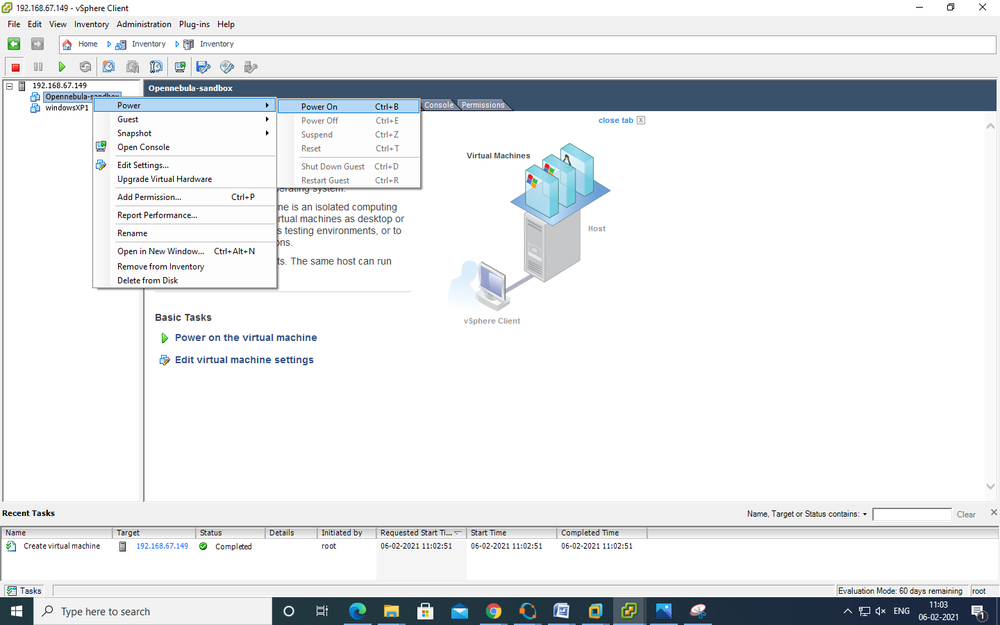 192.168.67.149 - vSphere Client
File Edit View Inventory Administration Plug-ins Help
Home Inventory Inventory
192.168.67.149
Opennebula-sandbox
windowsXP1
Opennebula-sandbox
Console Permissions
close tab X
Power
Guest
Snapshot
Open Console
Edit Settings...
Upgrade Virtual Hardware
Add Permission... Ctrl+P
Report Performance...
Rename
Open in New Window... Ctrl+Alt+N
Remove from Inventory
Delete from Disk
Power On Ctrl+B
Power Off Ctrl+E
Suspend Ctrl+Z
Reset Ctrl+T
Shut Down Guest Ctrl+D
Restart Guest Ctrl+R
erating system.
ne is an isolated computing
rtual machines as desktop or
s testing environments, or to
ons.
ts. The same host can run
Virtual Machines
Host
vSphere Client
Basic Tasks
Power on the virtual machine
Edit virtual machine settings
Recent Tasks
Name, Target or Status contains: Clear
Name Target Status Details Initiated by Requested Start Ti... Start Time Completed Time
Create virtual machine 192.168.67.149 Completed root 06-02-2021 11:02:51 06-02-2021 11:02:51 06-02-2021 11:02:51
Tasks
Evaluation Mode: 60 days remaining root
Type here to search
ENG
11:03
06-02-2021
1